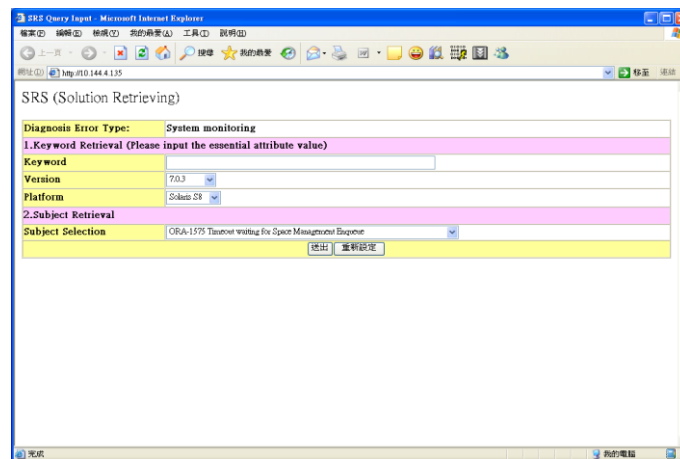 SRS Query Input - Microsoft Internet Explorer
檔案(F) 編輯(E) 檢視(V) 我的最愛(A) 工具(T) 說明(H)
上一頁 搜尋 我的最愛
網址(D) http://10.144.4.135 移至 連結
SRS (Solution Retrieving)
Diagnosis Error Type: System monitoring
1.Keyword Retrieval (Please input the essential attribute value)
Keyword
Version 7.0.3
Platform Solaris S8
2.Subject Retrieval
Subject Selection ORA-1575 Timeout waiting for Space Management Enqueue
送出 重新設定
完成 我的電腦